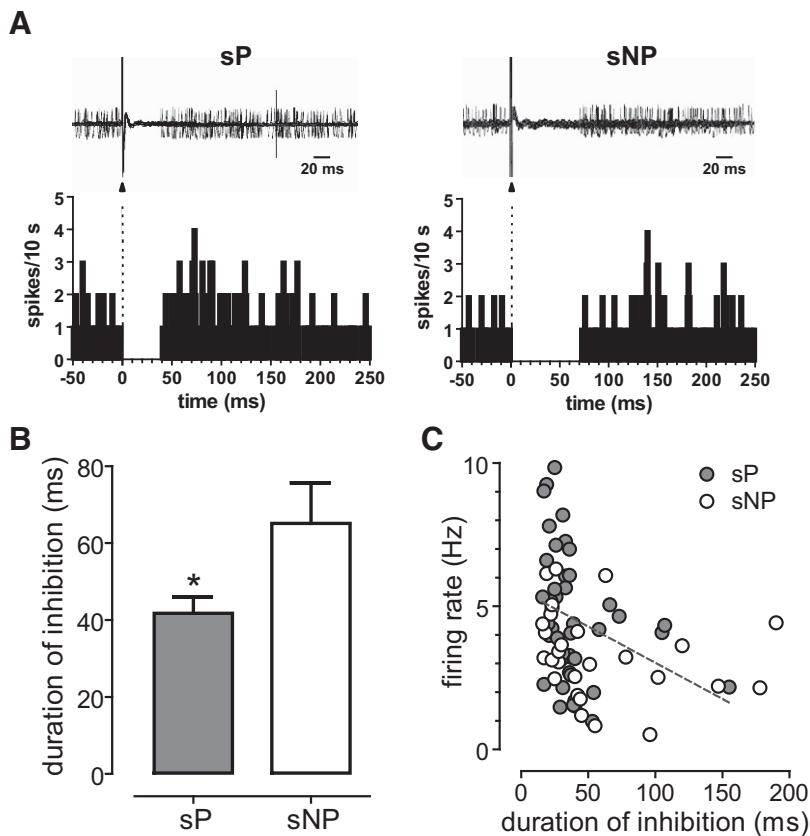 A
sP
sNP
20 ms
20 ms
spikes/10 s
5
4
3
2
1
0
-50 0 50 100 150 200 250
time (ms)
spikes/10 s
5
4
3
2
1
0
-50 0 50 100 150 200 250
time (ms)
B
duration of inhibition (ms)
80
60
40
20
0
*
sP
sNP
C
firing rate (Hz)
10
5
0
sP
sNP
0 50 100 150 200
duration of inhibition (ms)